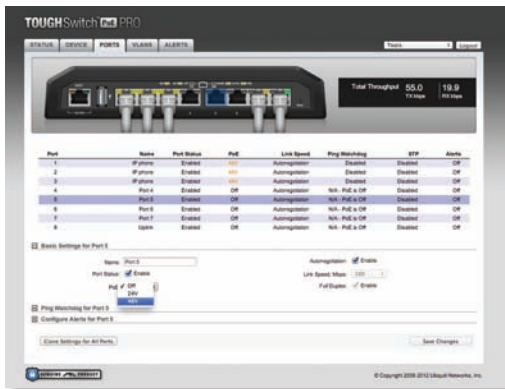 TOUGHSwitch PoE PRO
STATUS DEVICE PORTS VLANS ALERTS Tools: Logout
Total Throughput 55.0 19.9
TX Mbps RX Mbps
Port Name Port Status PoE Link Speed Ping Watchdog STP Alerts
1 IP phone Enabled 48V Autonegotiation Disabled Disabled Off
2 IP phone Enabled 48V Autonegotiation Disabled Disabled Off
3 IP phone Enabled 48V Autonegotiation Disabled Disabled Off
4 Port 4 Enabled Off Autonegotiation N/A - PoE is Off Disabled Off
5 Port 5 Enabled Off Autonegotiation N/A - PoE is Off Disabled Off
6 Port 6 Enabled Off Autonegotiation N/A - PoE is Off Disabled Off
7 Port 7 Enabled Off Autonegotiation N/A - PoE is Off Disabled Off
8 Uplink Enabled Off Autonegotiation N/A - PoE is Off Disabled Off
Basic Settings for Port 5
Name: Port 5 Autonegotiation: Enable
Port Status: Enable Link Speed, Mbps:
PoE Off Full Duplex: Enable
24V
48V
Ping Watchdog for Port 5
Configure Alerts for Port 5
Clone Settings for All Ports Save Changes
GENUINE PRODUCT © Copyright 2006-2012 Ubiquiti Networks, Inc.